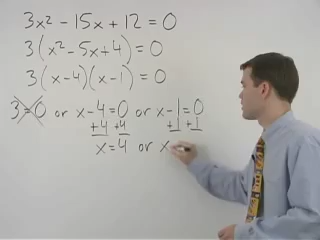 3x² - 15x + 12 = 0
3(x² - 5x + 4) = 0
3(x - 4)(x - 1) = 0
3 = 0 or x - 4 = 0 or x - 1 = 0
+4 +4 +1 +1
x = 4 or x